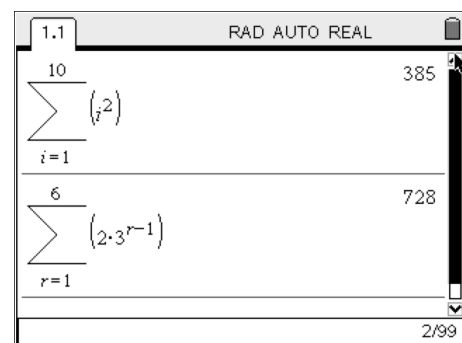 1.1 RAD AUTO REAL
10
∑ (i²) 385
i=1
6
∑ (2·3^(r−1)) 728
r=1
2/99